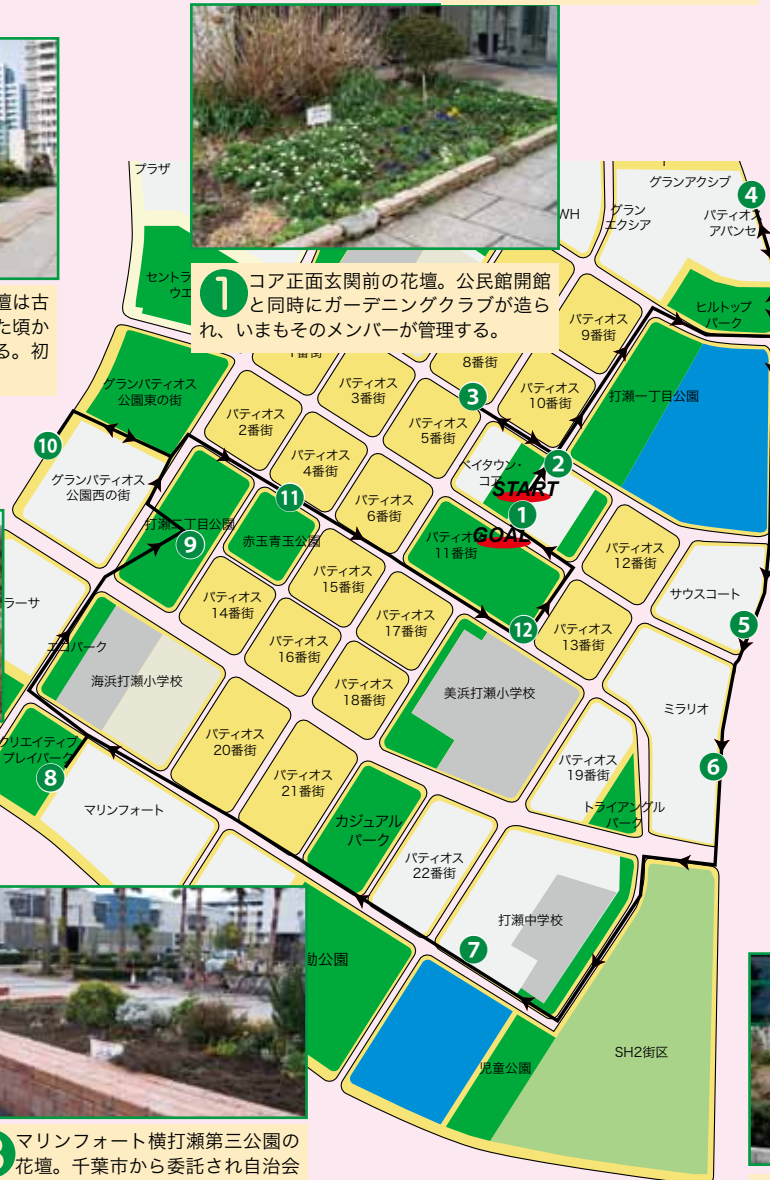 プラザ
グランアクシブ
4
WH
グラン
エクシア
パティオス
アバンセ
セントラ
ウエ
ヒルトップ
パーク
1
コア正面玄関前の花壇。公民館開館
と同時にガーデニングクラブが造ら
れ、いまもそのメンバーが管理する。
壇は古
た頃か
る。初
パティオス
9番街
8番街
1番街
グランパティオス
公園東の街
パティオス
3番街
パティオス
10番街
打瀬一丁目公園
3
パティオス
2番街
パティオス
5番街
10
パティオス
4番街
ベイタウン・
コア
2
START
グランパティオス
公園西の街
11
パティオス
6番街
1
打瀬二丁目公園
9
赤玉青玉公園
パティオス
11番街
GOAL
パティオス
12番街
パティオス
15番街
サウスコート
ラーサ
パティオス
14番街
パティオス
17番街
12
パティオス
13番街
5
エコパーク
パティオス
16番街
海浜打瀬小学校
パティオス
18番街
美浜打瀬小学校
ミラリオ
クリエイティブ
プレイパーク
8
パティオス
20番街
パティオス
19番街
6
パティオス
21番街
マリンフォート
トライアングル
パーク
カジュアル
パーク
パティオス
22番街
打瀬中学校
7
動公園
児童公園
SH2街区
マリンフォート横打瀬第三公園の
花壇。千葉市から委託され自治会